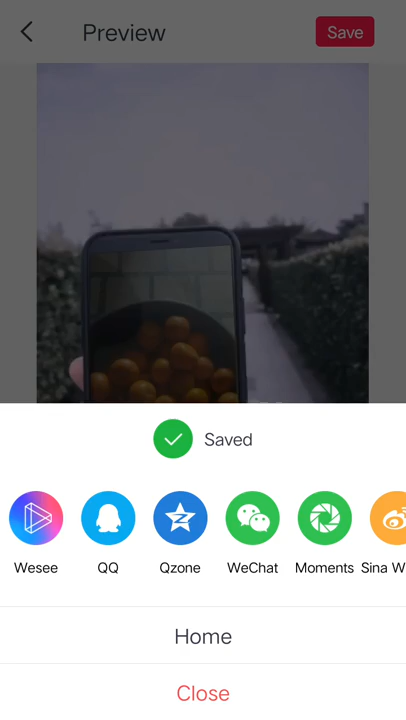 Preview
Save
Saved
Wesee
QQ
Qzone
WeChat
Moments
Sina W
Home
Close